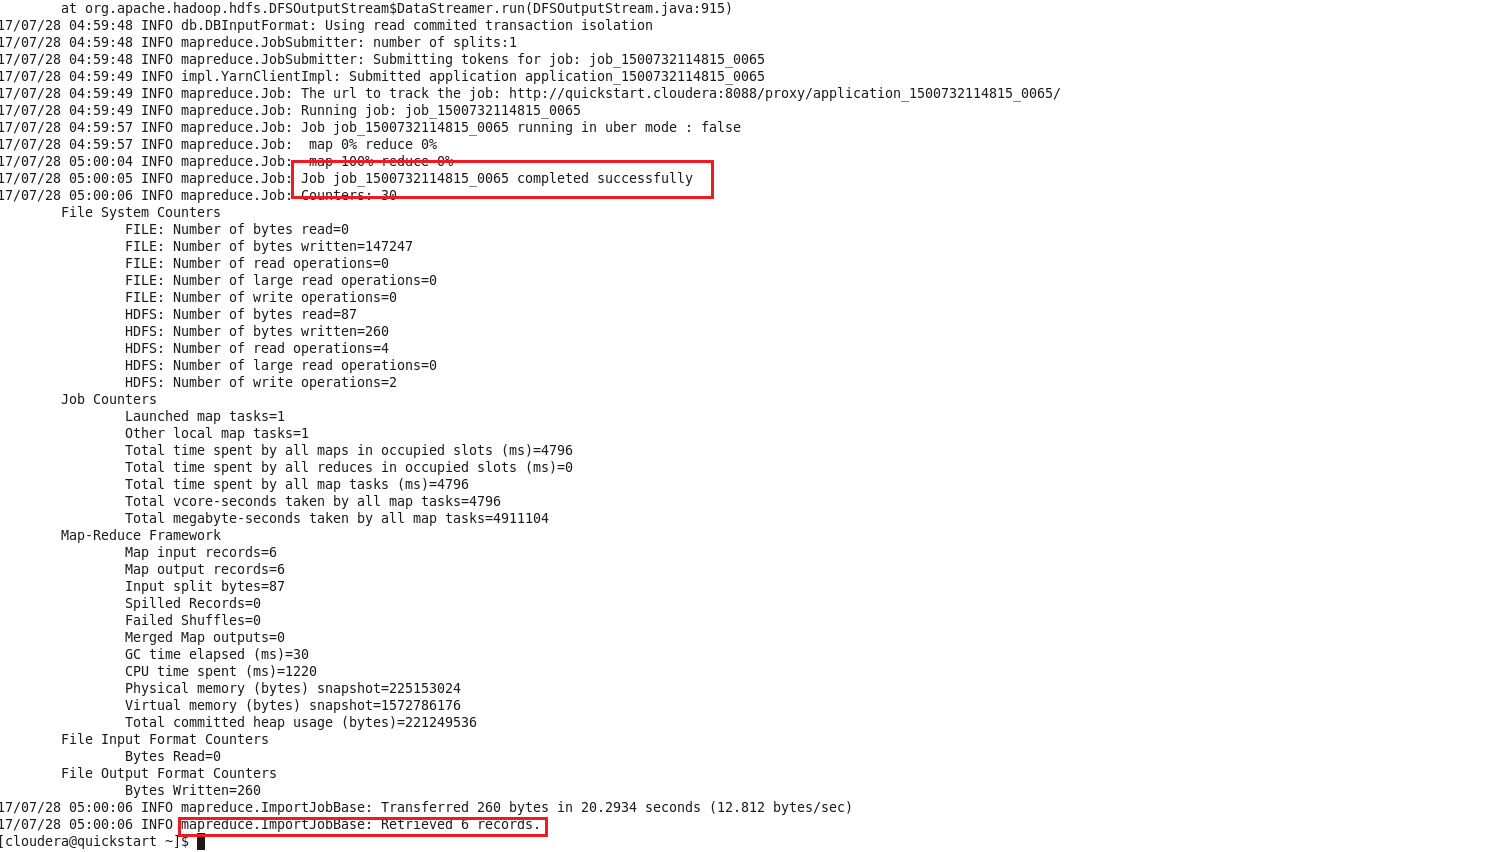 at org.apache.hadoop.hdfs.DFSOutputStream$DataStreamer.run(DFSOutputStream.java:915)
17/07/28 04:59:48 INFO db.DBInputFormat: Using read commited transaction isolation
17/07/28 04:59:48 INFO mapreduce.JobSubmitter: number of splits:1
17/07/28 04:59:48 INFO mapreduce.JobSubmitter: Submitting tokens for job: job_1500732114815_0065
17/07/28 04:59:49 INFO impl.YarnClientImpl: Submitted application application_1500732114815_0065
17/07/28 04:59:49 INFO mapreduce.Job: The url to track the job: http://quickstart.cloudera:8088/proxy/application_1500732114815_0065/
17/07/28 04:59:49 INFO mapreduce.Job: Running job: job_1500732114815_0065
17/07/28 04:59:57 INFO mapreduce.Job: Job job_1500732114815_0065 running in uber mode : false
17/07/28 04:59:57 INFO mapreduce.Job:  map 0% reduce 0%
17/07/28 05:00:04 INFO mapreduce.Job:  map 100% reduce 0%
17/07/28 05:00:05 INFO mapreduce.Job: Job job_1500732114815_0065 completed successfully
17/07/28 05:00:06 INFO mapreduce.Job: Counters: 30
File System Counters
FILE: Number of bytes read=0
FILE: Number of bytes written=147247
FILE: Number of read operations=0
FILE: Number of large read operations=0
FILE: Number of write operations=0
HDFS: Number of bytes read=87
HDFS: Number of bytes written=260
HDFS: Number of read operations=4
HDFS: Number of large read operations=0
HDFS: Number of write operations=2
Job Counters
Launched map tasks=1
Other local map tasks=1
Total time spent by all maps in occupied slots (ms)=4796
Total time spent by all reduces in occupied slots (ms)=0
Total time spent by all map tasks (ms)=4796
Total vcore-seconds taken by all map tasks=4796
Total megabyte-seconds taken by all map tasks=4911104
Map-Reduce Framework
Map input records=6
Map output records=6
Input split bytes=87
Spilled Records=0
Failed Shuffles=0
Merged Map outputs=0
GC time elapsed (ms)=30
CPU time spent (ms)=1220
Physical memory (bytes) snapshot=225153024
Virtual memory (bytes) snapshot=1572786176
Total committed heap usage (bytes)=221249536
File Input Format Counters
Bytes Read=0
File Output Format Counters
Bytes Written=260
17/07/28 05:00:06 INFO mapreduce.ImportJobBase: Transferred 260 bytes in 20.2934 seconds (12.812 bytes/sec)
17/07/28 05:00:06 INFO mapreduce.ImportJobBase: Retrieved 6 records.
[cloudera@quickstart ~]$